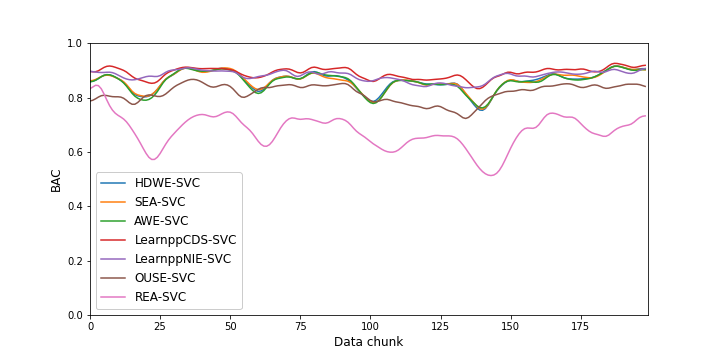 1.0
0.8
0.6
0.4
0.2
0.0
BAC
HDWE-SVC
SEA-SVC
AWE-SVC
LearnppCDS-SVC
LearnppNIE-SVC
OUSE-SVC
REA-SVC
0 25 50 75 100 125 150 175
Data chunk